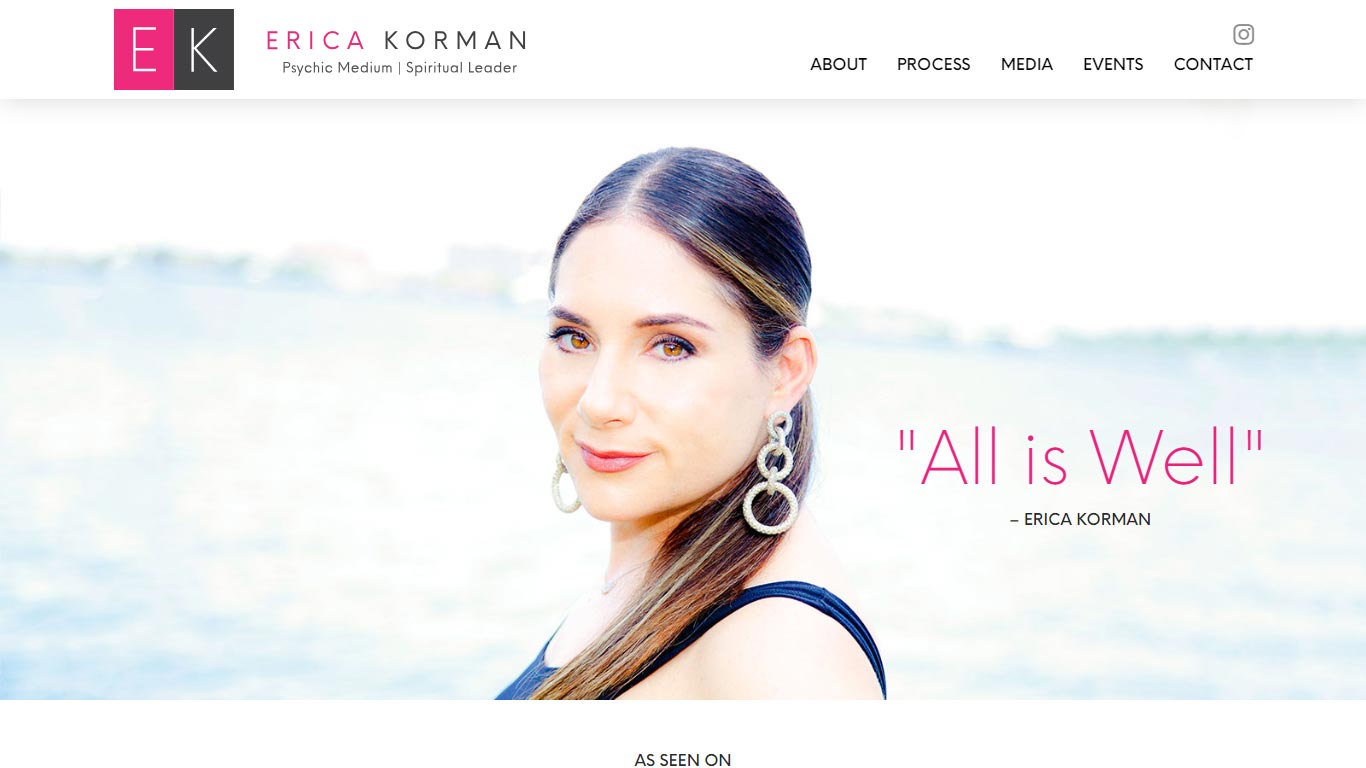 EK
ERICA KORMAN
Psychic Medium | Spiritual Leader
ABOUT PROCESS MEDIA EVENTS CONTACT
"All is Well"
– ERICA KORMAN
AS SEEN ON